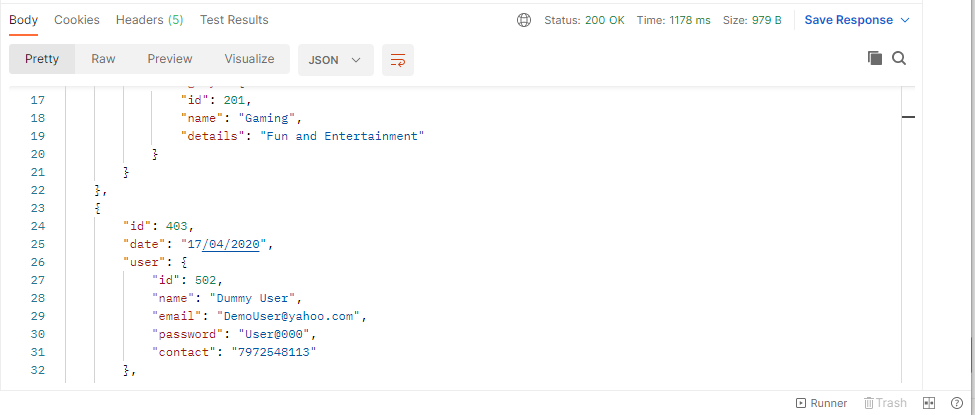 Body Cookies Headers (5) Test Results Status: 200 OK Time: 1178 ms Size: 979 B Save Response
Pretty Raw Preview Visualize JSON
17 "id": 201,
18 "name": "Gaming",
19 "details": "Fun and Entertainment"
20 }
21 }
22 },
23 {
24 "id": 403,
25 "date": "17/04/2020",
26 "user": {
27 "id": 502,
28 "name": "Dummy User",
29 "email": "DemoUser@yahoo.com",
30 "password": "User@000",
31 "contact": "7972548113"
32 },
Runner Trash